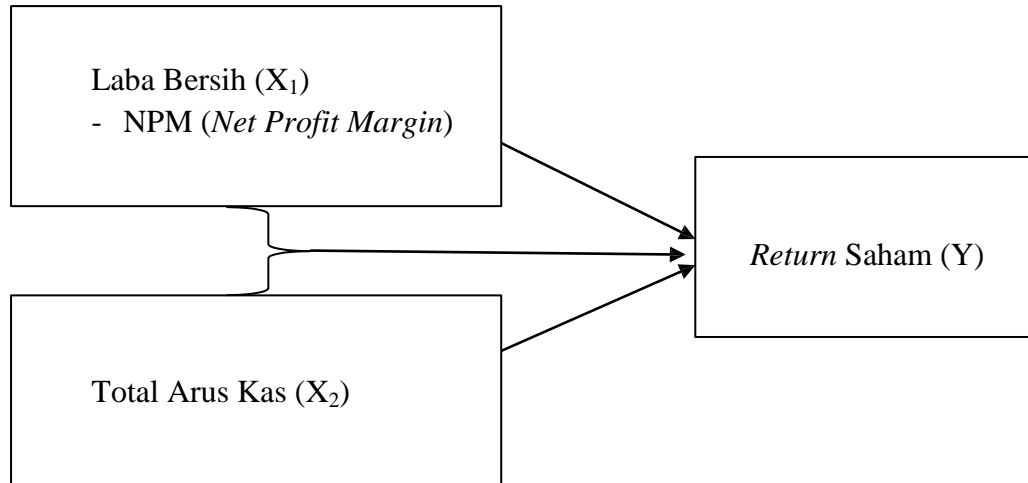 Laba Bersih (X₁)
- NPM (Net Profit Margin)
Return Saham (Y)
Total Arus Kas (X₂)